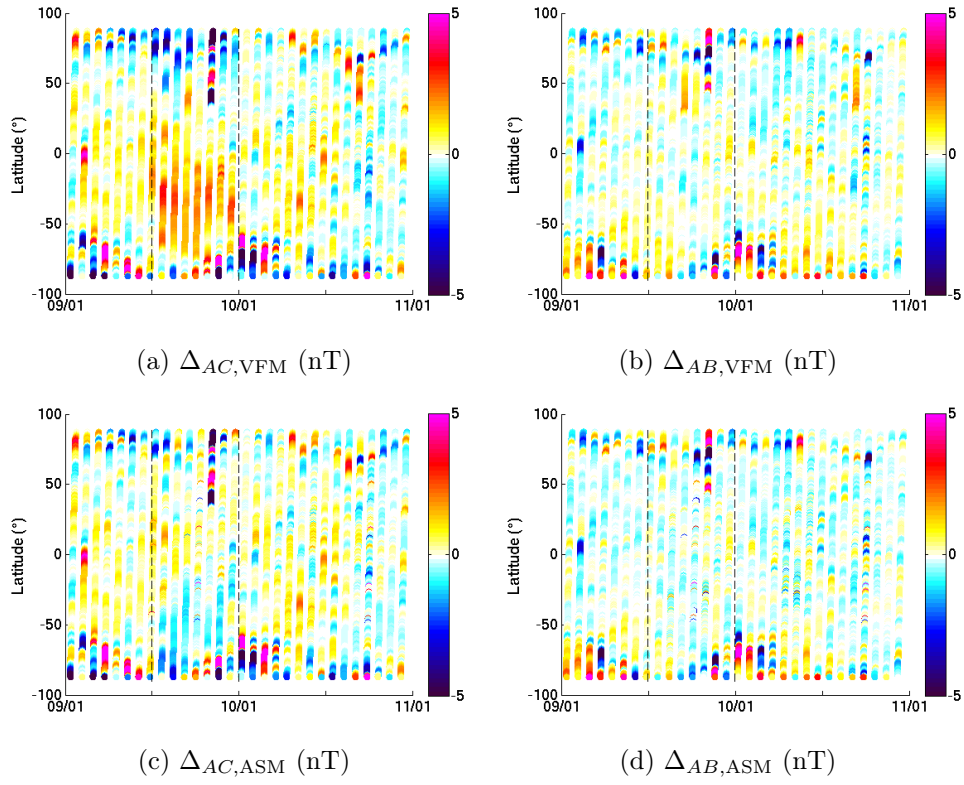 100
50
0
-50
-100
Latitude (°)
09/01 10/01 11/01
5
0
-5
(a) Δ_{AC,VFM} (nT)
100
50
0
-50
-100
Latitude (°)
09/01 10/01 11/01
5
0
-5
(b) Δ_{AB,VFM} (nT)
100
50
0
-50
-100
Latitude (°)
09/01 10/01 11/01
5
0
-5
(c) Δ_{AC,ASM} (nT)
100
50
0
-50
-100
Latitude (°)
09/01 10/01 11/01
5
0
-5
(d) Δ_{AB,ASM} (nT)